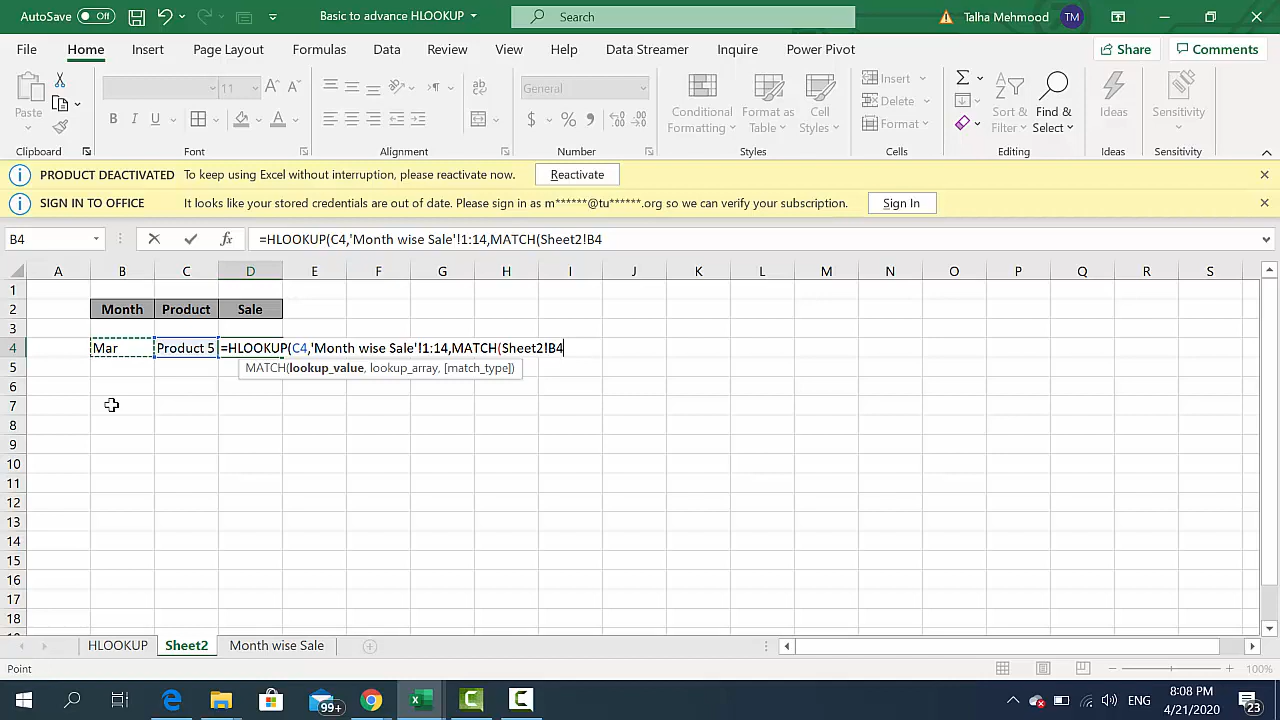 AutoSave Off Basic to advance HLOOKUP Search Talha Mehmood TM
File Home Insert Page Layout Formulas Data Review View Help Data Streamer Inquire Power Pivot Share Comments
Paste
11
B I U
General
$ %
Conditional Formatting
Format as Table
Cell Styles
Insert
Delete
Format
Sort & Filter
Find & Select
Ideas
Sensitivity
Clipboard Font Alignment Number Styles Cells Editing Ideas Sensitivity
PRODUCT DEACTIVATED To keep using Excel without interruption, please reactivate now. Reactivate
SIGN IN TO OFFICE It looks like your stored credentials are out of date. Please sign in as m******@tu******.org so we can verify your subscription. Sign In
B4 fx =HLOOKUP(C4,'Month wise Sale'!1:14,MATCH(Sheet2!B4
A B C D E F G H I J K L M N O P Q R S
1
2 Month Product Sale
3
4 Mar Product 5 =HLOOKUP(C4,'Month wise Sale'!1:14,MATCH(Sheet2!B4
5 MATCH(lookup_value, lookup_array, [match_type])
6
7
8
9
10
11
12
13
14
15
16
17
18
HLOOKUP Sheet2 Month wise Sale
Point 100%
99+ ENG 8:08 PM
4/21/2020 23